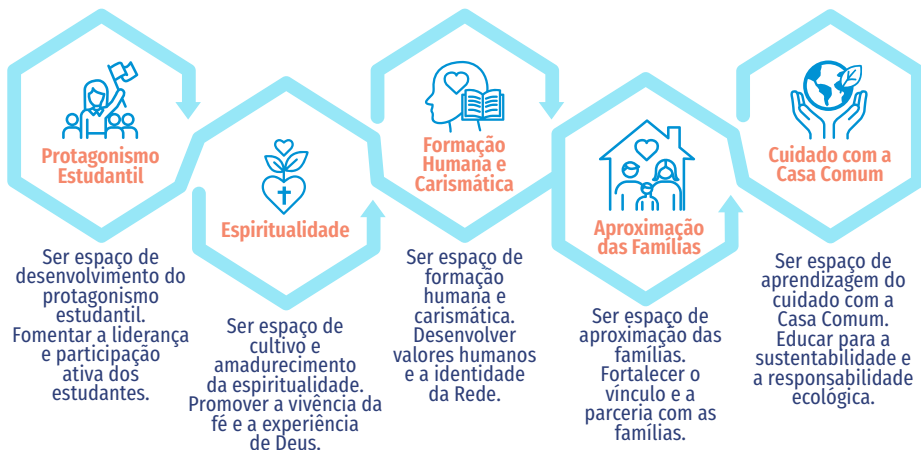 Protagonismo
Estudantil
Ser espaço de
desenvolvimento do
protagonismo
estudantil.
Fomentar a liderança
e participação
ativa dos
estudantes.
Espiritualidade
Ser espaço de
cultivo e
amadurecimento
da espiritualidade.
Promover a vivência da
fé e a experiência
de Deus.
Formação
Humana e
Carismática
Ser espaço de
formação
humana e
carismática.
Desenvolver
valores humanos
e a identidade
da Rede.
Aproximação
das Famílias
Ser espaço de
aproximação das
famílias.
Fortalecer o
vínculo e a
parceria com as
famílias.
Cuidado com a
Casa Comum
Ser espaço de
aprendizagem do
cuidado com a
Casa Comum.
Educar para a
sustentabilidade e
a responsabilidade
ecológica.